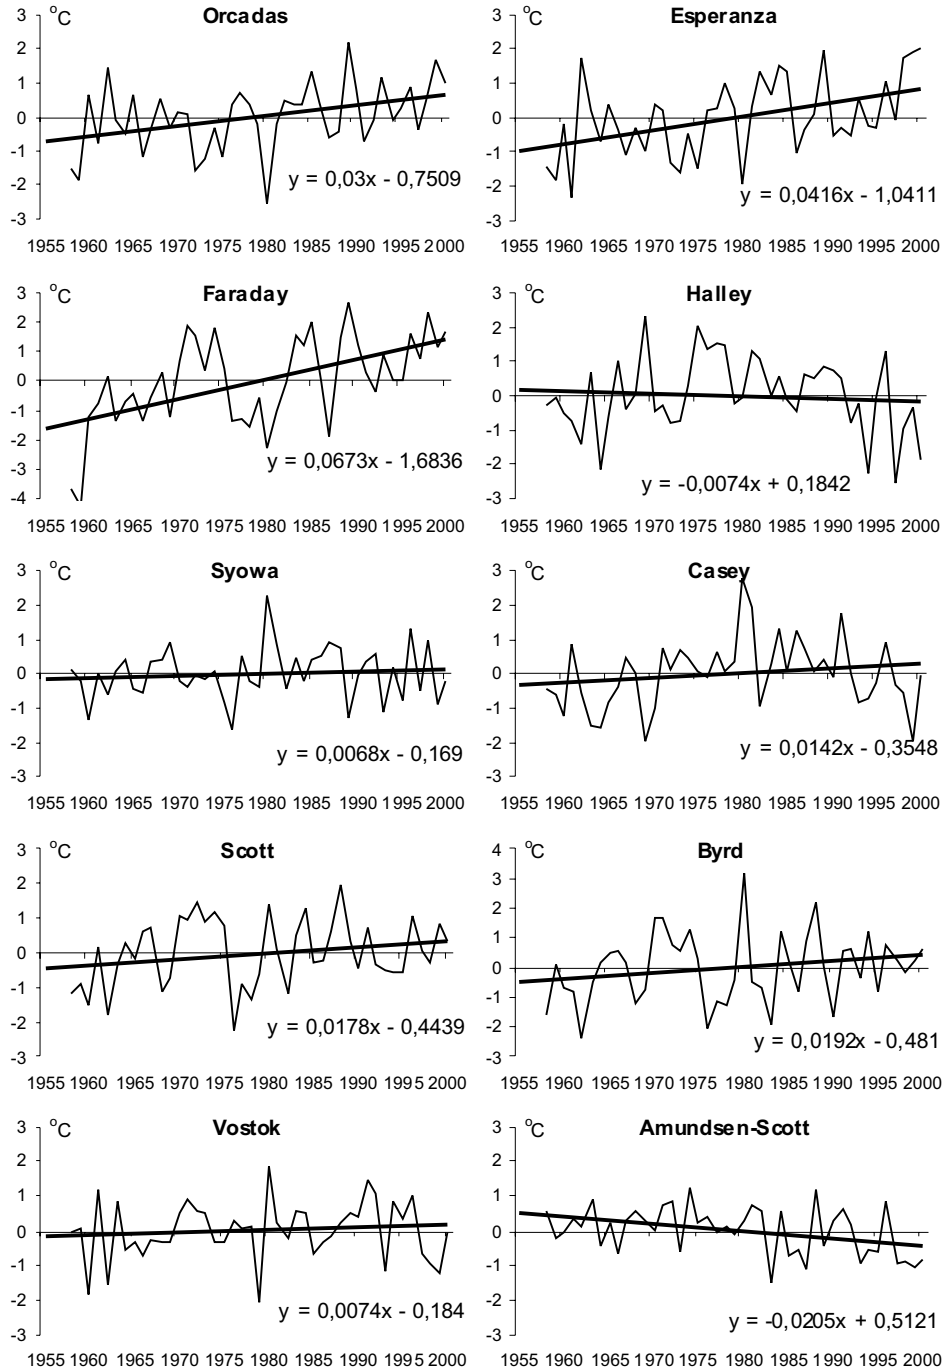 Orcadas
°C
3
2
1
0
-1
-2
-3
y = 0,03x - 0,7509
1955 1960 1965 1970 1975 1980 1985 1990 1995 2000
Esperanza
°C
3
2
1
0
-1
-2
-3
y = 0,0416x - 1,0411
1955 1960 1965 1970 1975 1980 1985 1990 1995 2000
Faraday
°C
3
2
1
0
-1
-2
-3
-4
y = 0,0673x - 1,6836
1955 1960 1965 1970 1975 1980 1985 1990 1995 2000
Halley
°C
3
2
1
0
-1
-2
-3
y = -0,0074x + 0,1842
1955 1960 1965 1970 1975 1980 1985 1990 1995 2000
Syowa
°C
3
2
1
0
-1
-2
-3
y = 0,0068x - 0,169
1955 1960 1965 1970 1975 1980 1985 1990 1995 2000
Casey
°C
3
2
1
0
-1
-2
-3
y = 0,0142x - 0,3548
1955 1960 1965 1970 1975 1980 1985 1990 1995 2000
Scott
°C
3
2
1
0
-1
-2
-3
y = 0,0178x - 0,4439
1955 1960 1965 1970 1975 1980 1985 1990 1995 2000
Byrd
°C
4
3
2
1
0
-1
-2
-3
y = 0,0192x - 0,481
1955 1960 1965 1970 1975 1980 1985 1990 1995 2000
Vostok
°C
3
2
1
0
-1
-2
-3
y = 0,0074x - 0,184
1955 1960 1965 1970 1975 1980 1985 1990 1995 2000
Amundsen-Scott
°C
3
2
1
0
-1
-2
-3
y = -0,0205x + 0,5121
1955 1960 1965 1970 1975 1980 1985 1990 1995 2000